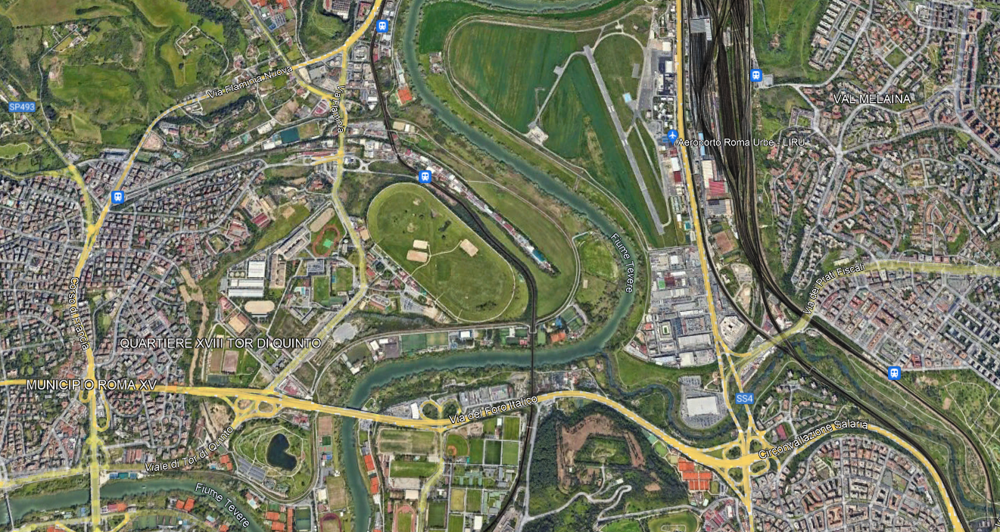 Via Flaminia Nuova
Via Flaminia
SP493
VAL MELAINA
Aeroporto Roma Urbe - LIRU
Fiume Tevere
Via dei Prati Fiscali
Corso di Francia
QUARTIERE XVIII TOR DI QUINTO
MUNICIPIO ROMA XV
SS4
Via del Foro Italico
Circonvallazione Salaria
Viale di Tor di Quinto
Fiume Tevere